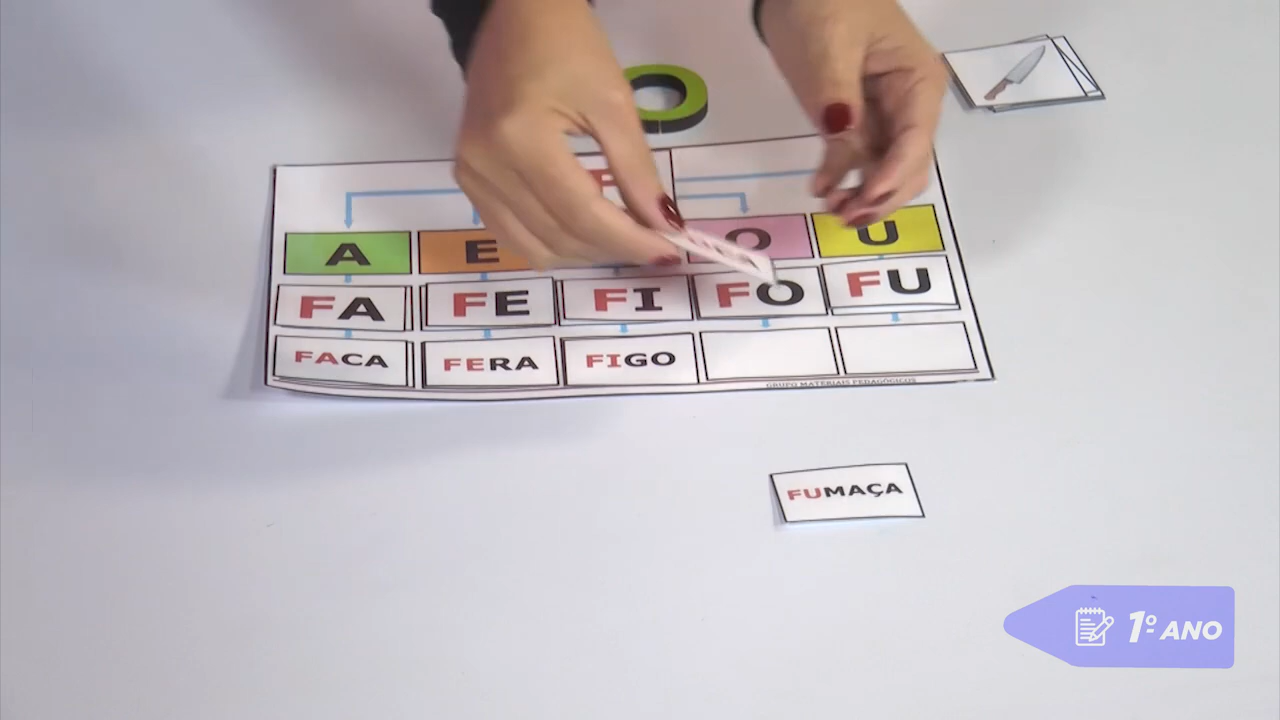 O
F
A E O U
FA FE FI FO FU
FACA FERA FIGO
GRUPO MATERIAIS PEDAGÓGICOS
FUMAÇA
1º ANO